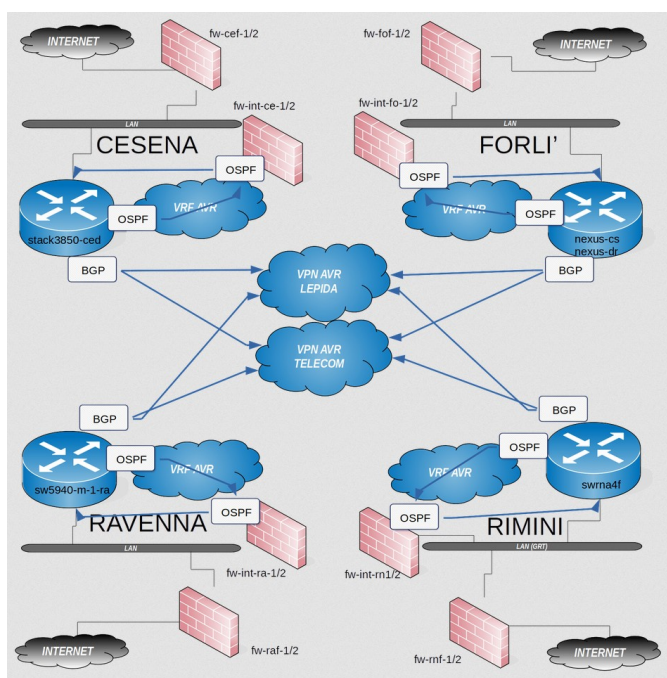 INTERNET
fw-cef-1/2
fw-fof-1/2
INTERNET
fw-int-ce-1/2
fw-int-fo-1/2
LAN
LAN
CESENA
FORLI'
OSPF
OSPF
VRF AVR
VRF AVR
OSPF
OSPF
stack3850-ced
nexus-cs
nexus-dr
BGP
BGP
VPN AVR
LEPIDA
VPN AVR
TELECOM
BGP
BGP
OSPF
OSPF
VRF AVR
VRF AVR
sw5940-m-1-ra
swrna4f
OSPF
OSPF
RAVENNA
RIMINI
LAN
LAN (GRT)
fw-int-ra-1/2
fw-int-rn1/2
INTERNET
fw-raf-1/2
fw-rnf-1/2
INTERNET